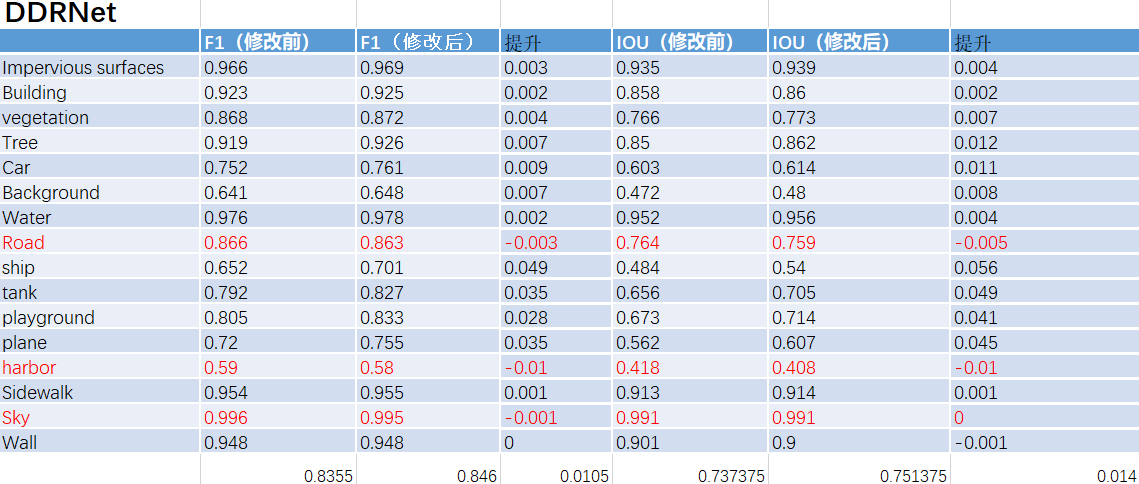 DDRNet
F1（修改前） F1（修改后） 提升 IOU（修改前） IOU（修改后） 提升
Impervious surfaces 0.966 0.969 0.003 0.935 0.939 0.004
Building 0.923 0.925 0.002 0.858 0.86 0.002
vegetation 0.868 0.872 0.004 0.766 0.773 0.007
Tree 0.919 0.926 0.007 0.85 0.862 0.012
Car 0.752 0.761 0.009 0.603 0.614 0.011
Background 0.641 0.648 0.007 0.472 0.48 0.008
Water 0.976 0.978 0.002 0.952 0.956 0.004
Road 0.866 0.863 -0.003 0.764 0.759 -0.005
ship 0.652 0.701 0.049 0.484 0.54 0.056
tank 0.792 0.827 0.035 0.656 0.705 0.049
playground 0.805 0.833 0.028 0.673 0.714 0.041
plane 0.72 0.755 0.035 0.562 0.607 0.045
harbor 0.59 0.58 -0.01 0.418 0.408 -0.01
Sidewalk 0.954 0.955 0.001 0.913 0.914 0.001
Sky 0.996 0.995 -0.001 0.991 0.991 0
Wall 0.948 0.948 0 0.901 0.9 -0.001
0.8355 0.846 0.0105 0.737375 0.751375 0.014